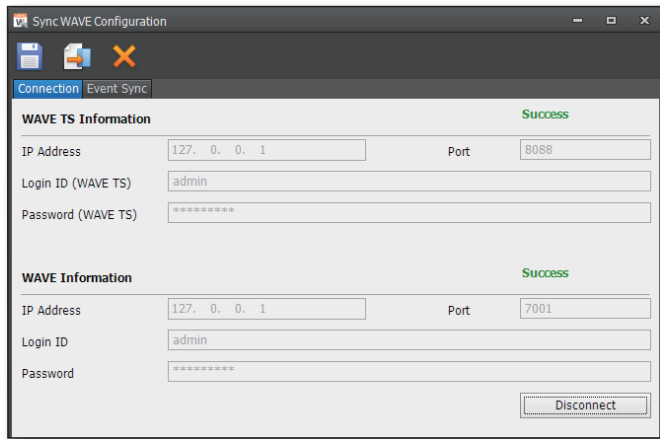 Sync WAVE Configuration
Connection Event Sync
WAVE TS Information Success
IP Address 127. 0. 0. 1 Port 8088
Login ID (WAVE TS) admin
Password (WAVE TS) *********
WAVE Information Success
IP Address 127. 0. 0. 1 Port 7001
Login ID admin
Password *********
Disconnect